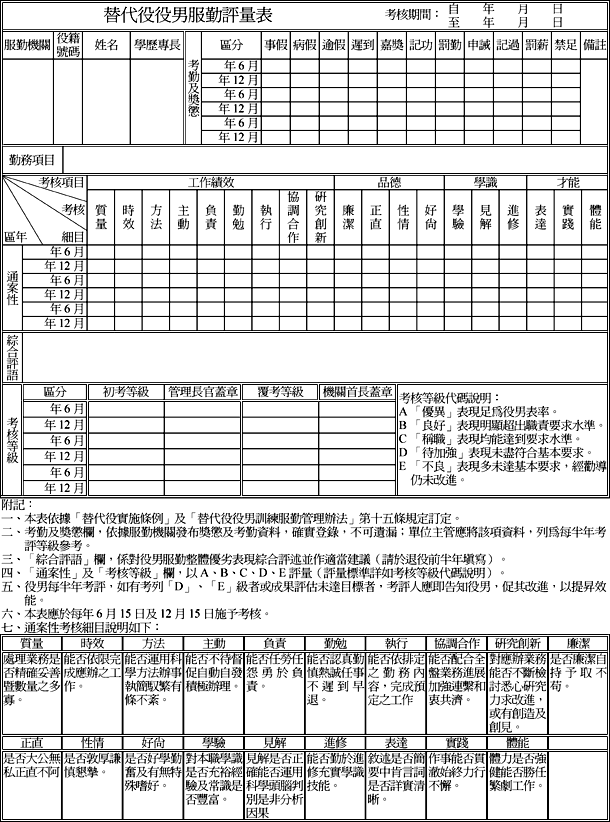 替代役役男服勤評量表
考核期間：自 年 月 日
至 年 月 日
服勤機關 役籍號碼 姓名 學歷專長 考勤及獎懲 區分 事假 病假 逾假 遲到 嘉獎 記功 罰勤 申誡 記過 罰薪 禁足 備註
年6月
年12月
年6月
年12月
年6月
年12月
勤務項目
考核項目 工作績效 品德 學識 才能
考核細目 質量 時效 方法 主動 負責 勤勉 執行 協調合作 研究創新 廉潔 正直 性情 好尚 學驗 見解 進修 表達 實踐 體能
區年
通案性
年6月
年12月
年6月
年12月
年6月
年12月
綜合評語
考核等級
區分 初考等級 管理長官蓋章 覆考等級 機關首長蓋章
年6月
年12月
年6月
年12月
年6月
年12月
考核等級代碼說明：
A「優異」表現足為役男表率。
B「良好」表現明顯超出職責要求水準。
C「稱職」表現均能達到要求水準。
D「待加強」表現未盡符合基本要求。
E「不良」表現多未達基本要求，經勸導
仍未改進。
附記：
一、本表依據「替代役實施條例」及「替代役役男訓練服勤管理辦法」第十五條規定訂定。
二、考勤及獎懲欄，依據服勤機關發布獎懲及考勤資料，確實登錄，不可遺漏；單位主管應將該項資料，列為每半年考
評等級參考。
三、「綜合評語」欄，係對役男服勤整體優劣表現綜合評述並作適當建議（請於退役前半年填寫）。
四、「通案性」及「考核等級」欄，以A、B、C、D、E評量（評量標準詳如考核等級代碼說明）。
五、役男每半年考評，如有考列「D」、「E」級者或成果評估未達目標者，考評人應即告知役男，促其改進，以提昇效
能。
六、本表應於每年6月15日及12月15日施予考核。
七、通案性考核細目說明如下：
質量 時效 方法 主動 負責 勤勉 執行 協調合作 研究創新 廉潔
處理業務是否精確妥善暨數量之多寡。
能否依限完成應辦之工作。
能否運用科學方法辦事執簡馭繁有條不紊。
能否不待督促自動自發積極辦理。
能否任勞任怨勇於負責。
能否認真勤慎熱誠任事不遲到早退。
能否依排定之勤務內容，完成預定之工作
能否配合全盤業務進展加強連繫和衷共濟。
對應辦業務能否不斷檢討悉心研究力求改進，或有創造及創見。
是否廉潔自持予取不苟。
正直 性情 好尚 學驗 見解 進修 表達 實踐 體能
是否大公無私正直不阿
是否敦厚謙慎懇摯。
是否好學勤奮及有無特殊嗜好。
對本職學識是否充裕經驗及常識是否豐富。
見解是否正確能否運用科學頭腦判別是非分析因果
能否勤於進修充實學識技能。
敘述是否簡要中肯言詞是否詳實清晰。
作事能否貫徹始終力行不懈。
體力是否強健能否勝任繁劇工作。